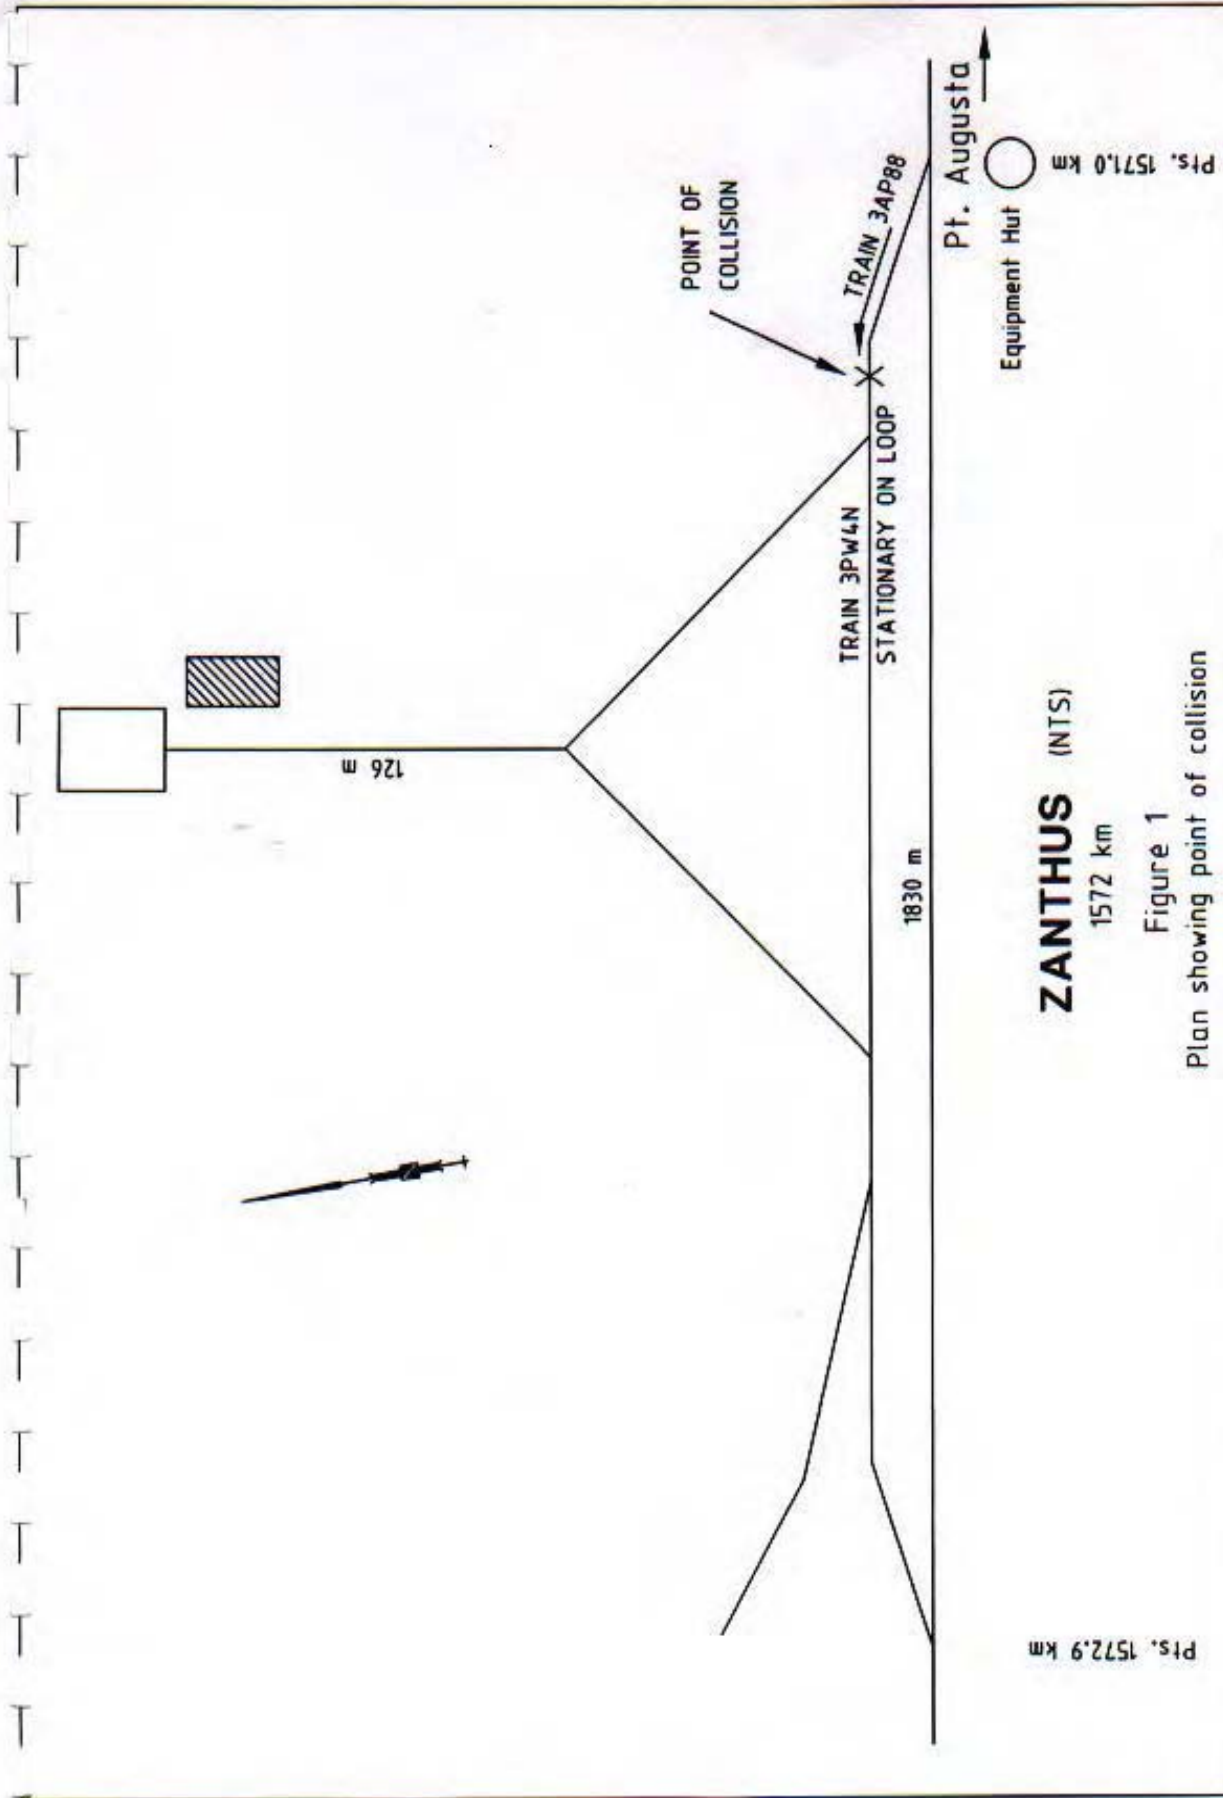 POINT OF
COLLISION
TRAIN 3AP88
TRAIN 3PW4N
STATIONARY ON LOOP
126 m
1830 m
Pt. Augusta
Equipment Hut
Pts. 1571.0 km
Pts. 1572.9 km
ZANTHUS (NTS)
1572 km
Figure 1
Plan showing point of collision